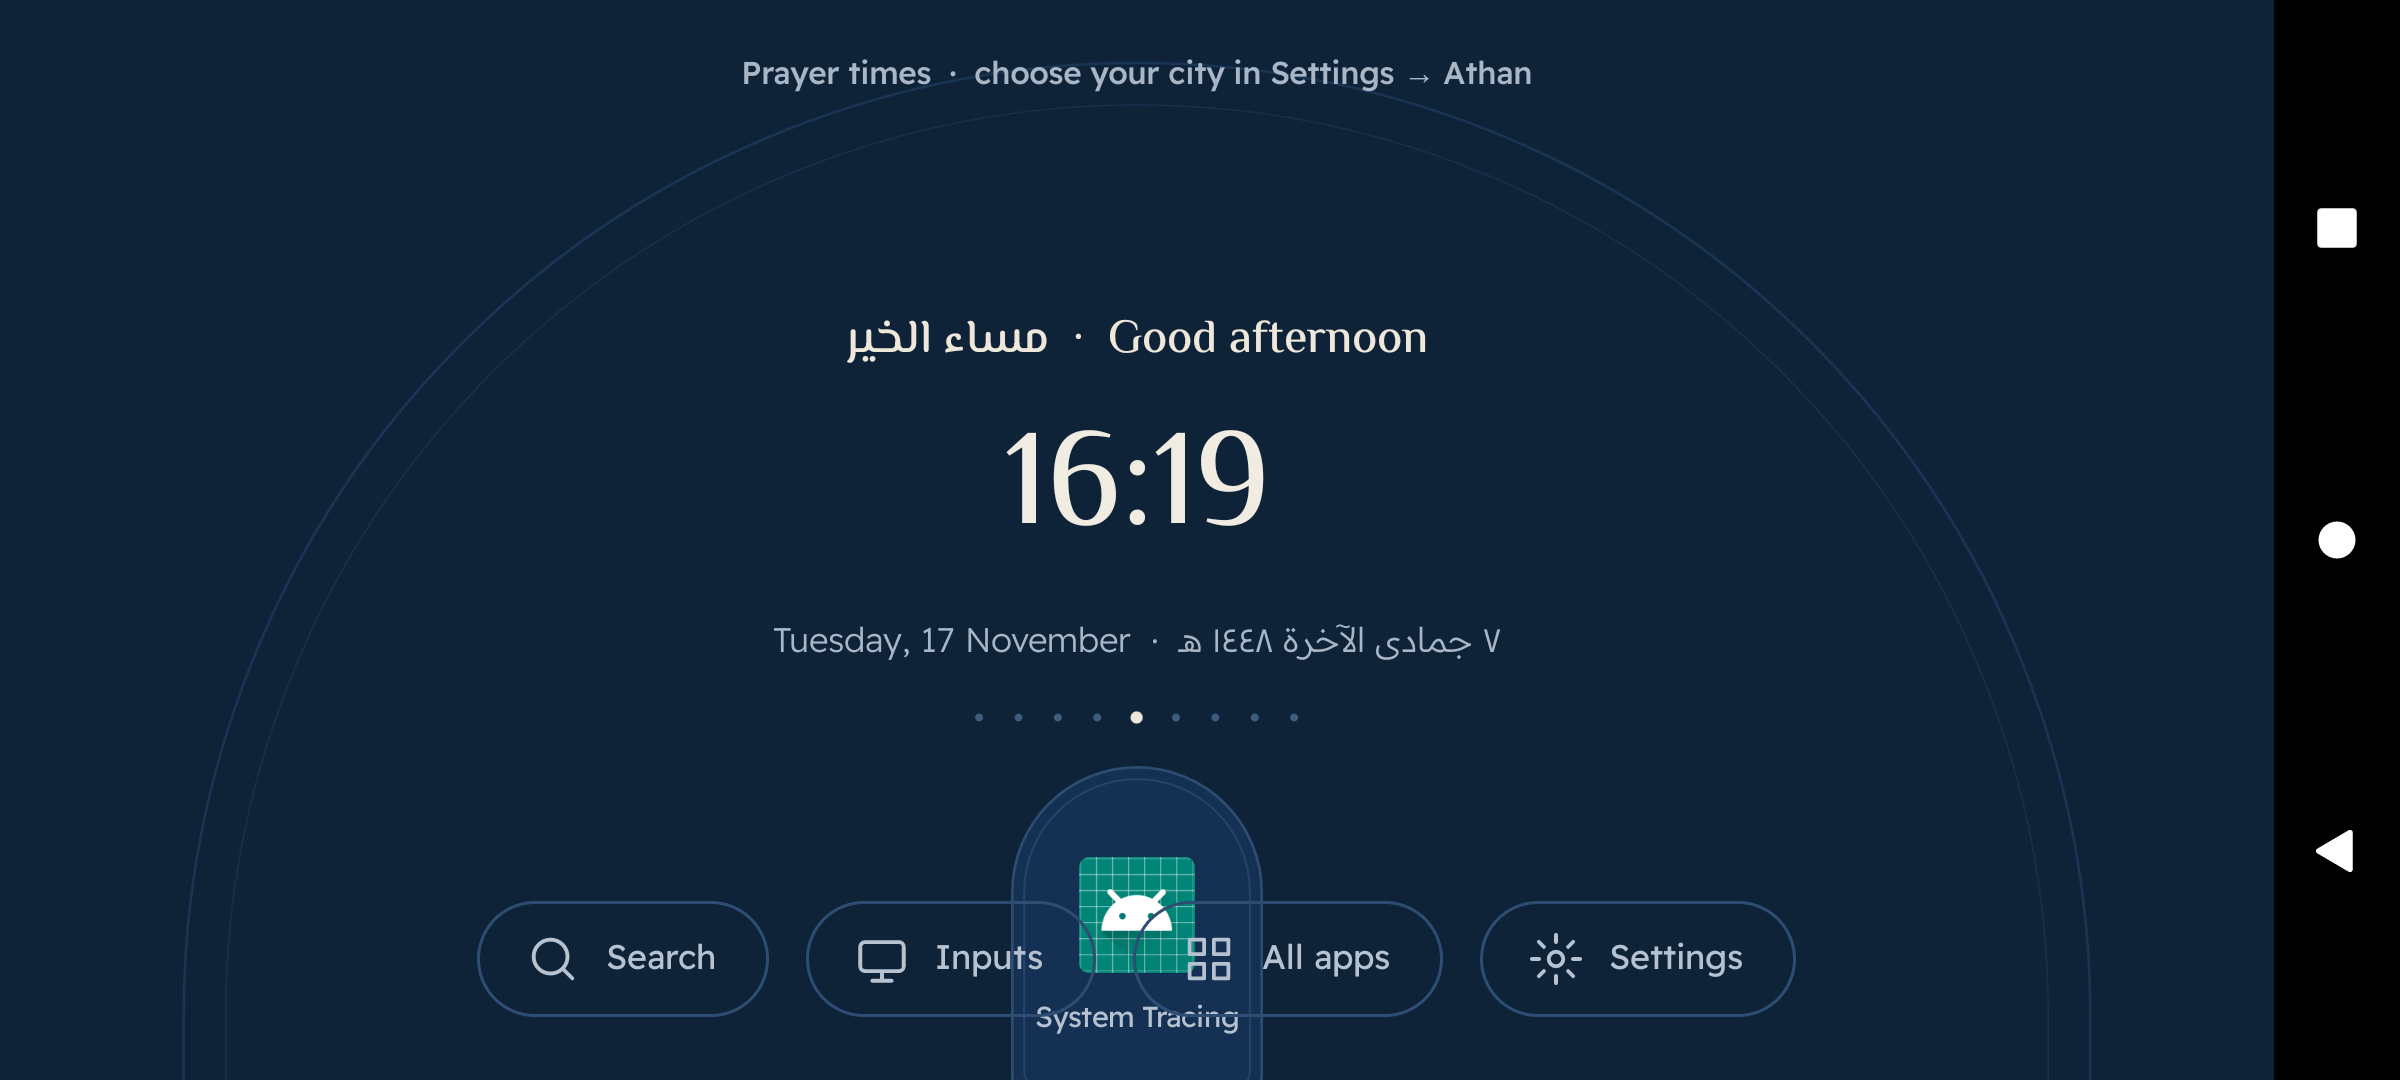 Prayer times · choose your city in Settings → Athan
مساء الخير · Good afternoon
16:19
Tuesday, 17 November · ٧ جمادى الآخرة ١٤٤٨ هـ
Search
Inputs
All apps
Settings
System Tracing